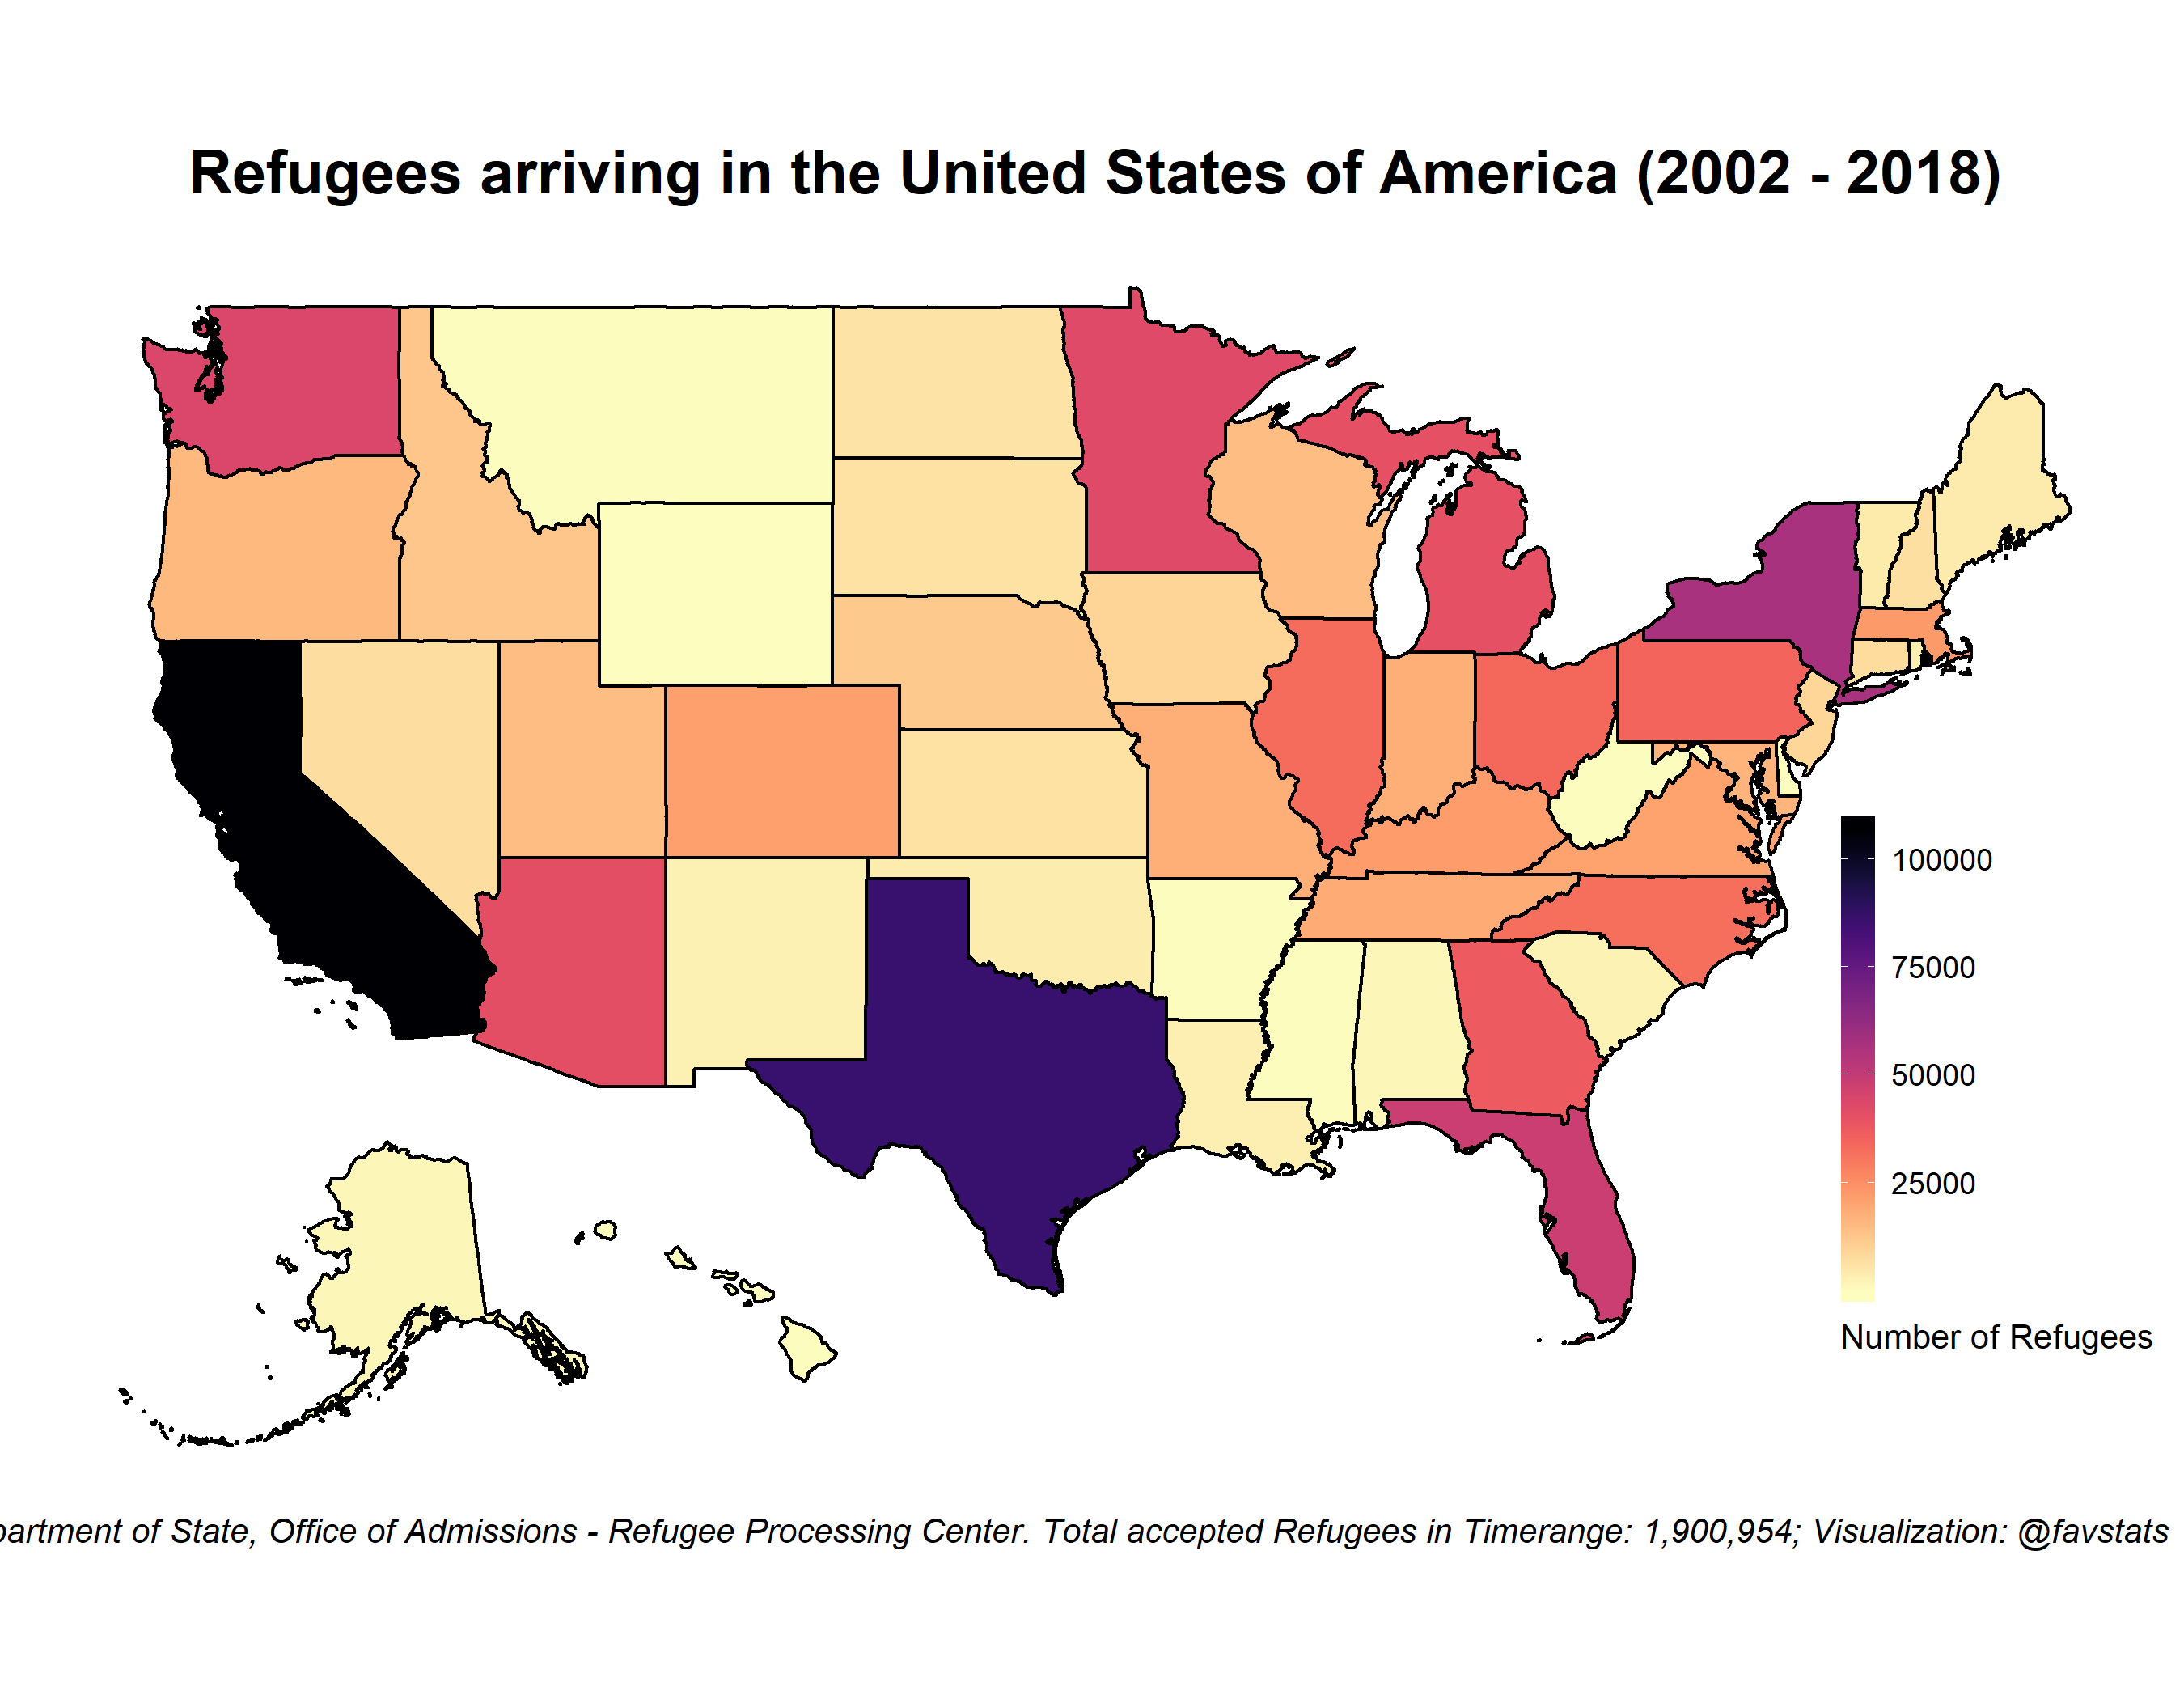 Refugees arriving in the United States of America (2002 - 2018)
100000
75000
50000
25000
Number of Refugees
of State, Office of Admissions - Refugee Processing Center. Total accepted Refugees in Timerange: 1,900,954; Visualization: @favstats